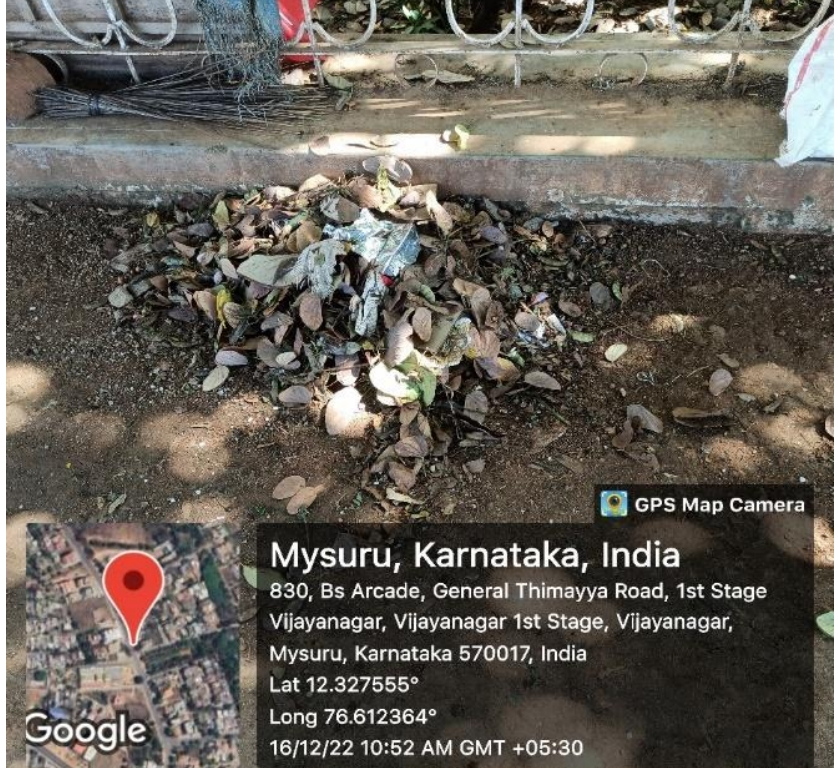 GPS Map Camera
Mysuru, Karnataka, India
830, Bs Arcade, General Thimayya Road, 1st Stage
Vijayanagar, Vijayanagar 1st Stage, Vijayanagar,
Mysuru, Karnataka 570017, India
Lat 12.327555°
Long 76.612364°
16/12/22 10:52 AM GMT +05:30
Google